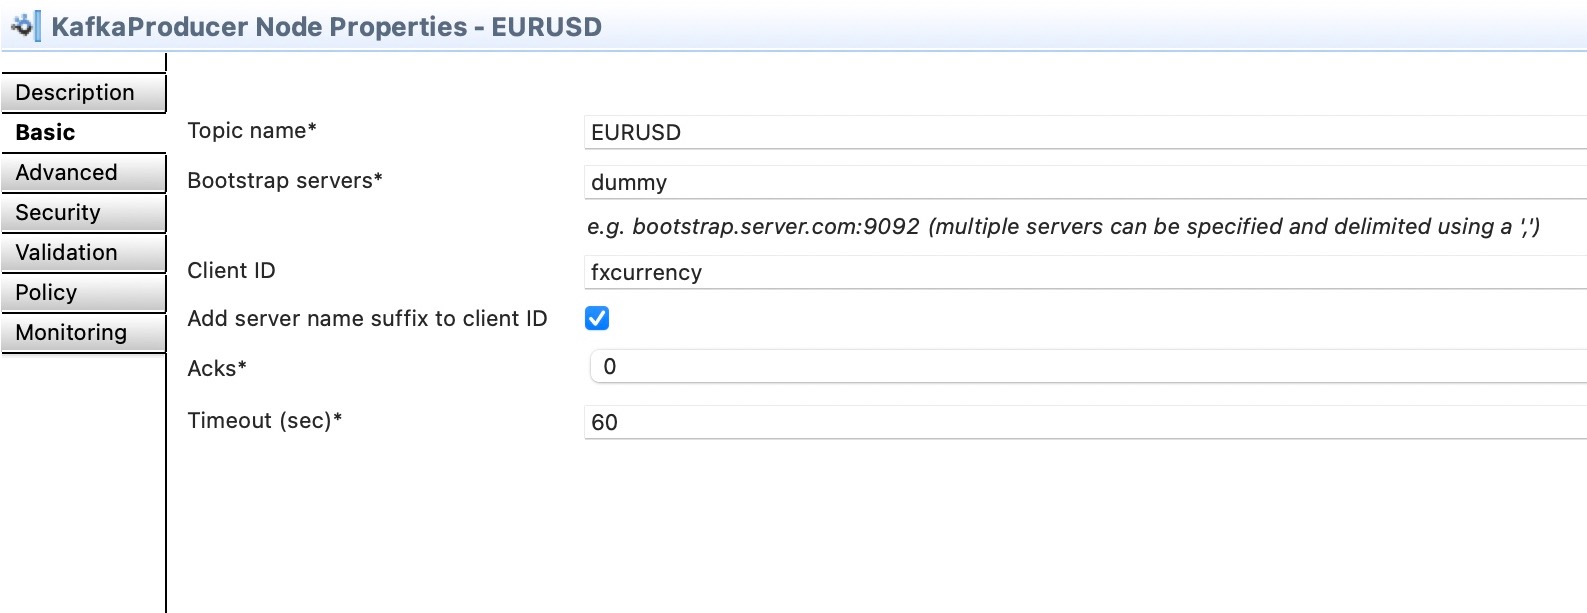 KafkaProducer Node Properties - EURUSD
Description
Basic
Advanced
Security
Validation
Policy
Monitoring
Topic name* EURUSD
Bootstrap servers* dummy
e.g. bootstrap.server.com:9092 (multiple servers can be specified and delimited using a ',')
Client ID fxcurrency
Add server name suffix to client ID
Acks* 0
Timeout (sec)* 60